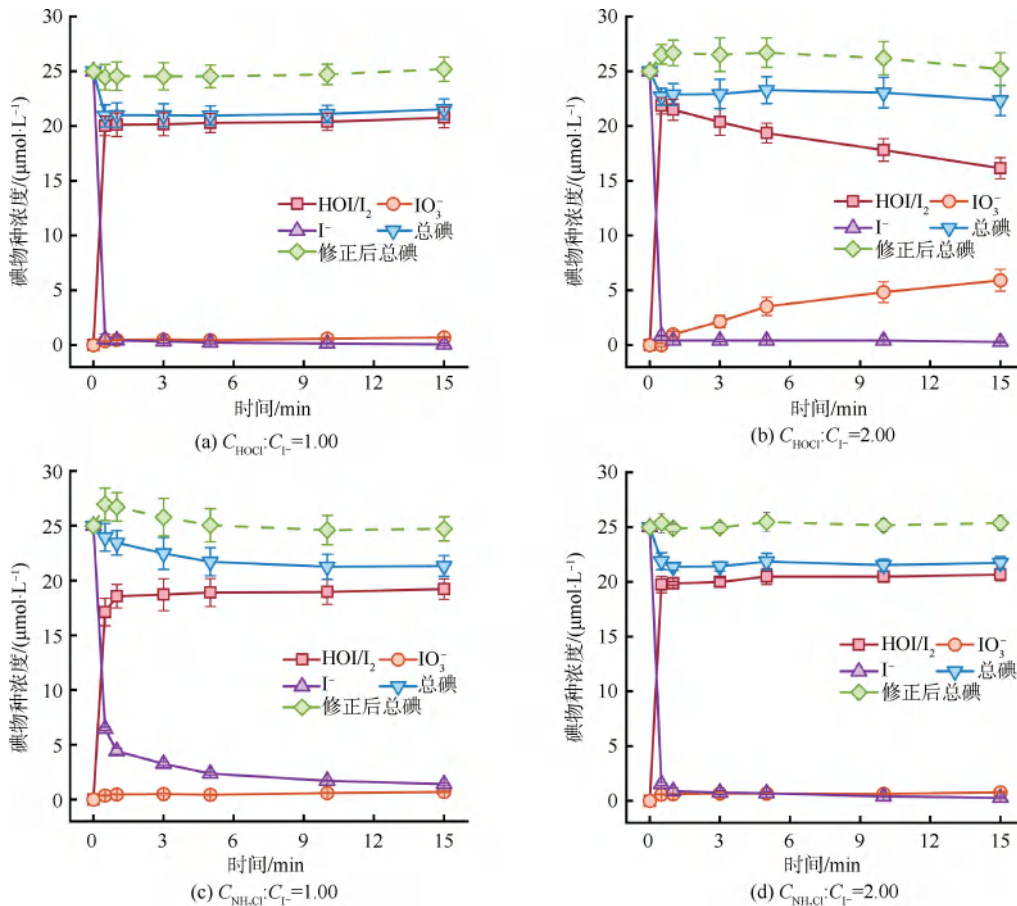 30
25
20
15
10
5
0
碘物种浓度/(μmol·L⁻¹)
HOI/I₂ IO₃⁻
I⁻ 总碘
修正后总碘
0 3 6 9 12 15
时间/min
(a) C_HOCl:C_I⁻=1.00
30
25
20
15
10
5
0
碘物种浓度/(μmol·L⁻¹)
HOI/I₂ IO₃⁻
I⁻ 总碘
修正后总碘
0 3 6 9 12 15
时间/min
(b) C_HOCl:C_I⁻=2.00
30
25
20
15
10
5
0
碘物种浓度/(μmol·L⁻¹)
HOI/I₂ IO₃⁻
I⁻ 总碘
修正后总碘
0 3 6 9 12 15
时间/min
(c) C_NH₂Cl:C_I⁻=1.00
30
25
20
15
10
5
0
碘物种浓度/(μmol·L⁻¹)
HOI/I₂ IO₃⁻
I⁻ 总碘
修正后总碘
0 3 6 9 12 15
时间/min
(d) C_NH₂Cl:C_I⁻=2.00